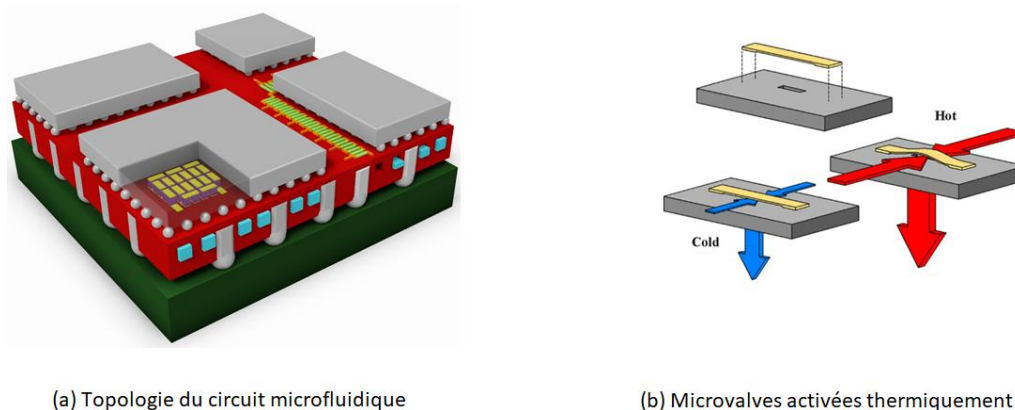 Hot
Cold
(a) Topologie du circuit microfluidique
(b) Microvalves activées thermiquement